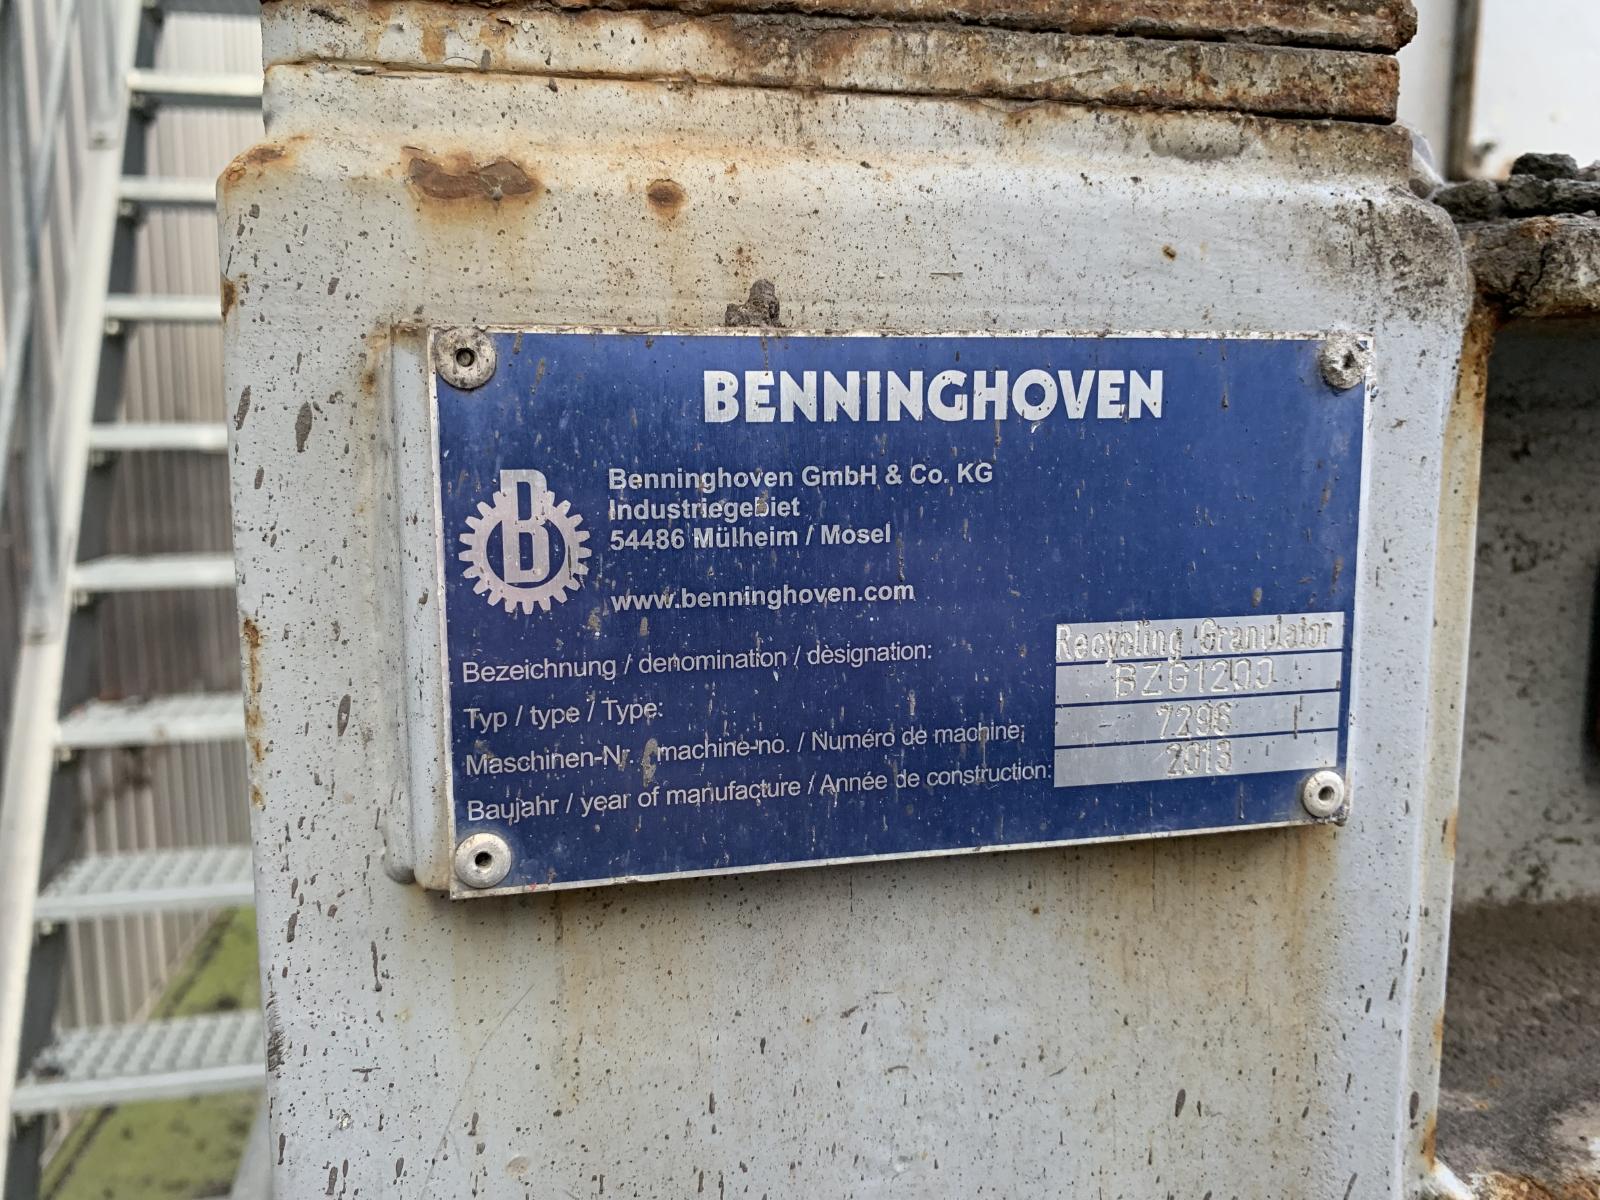 BENNINGHOVEN
B
Benninghoven GmbH & Co. KG
Industriegebiet
54486 Mülheim / Mosel
www.benninghoven.com
Bezeichnung / denomination / dèsignation: Recycling Granulator
Typ / type / Type: BZG1200
Maschinen-Nr. / machine-no. / Numéro de machine: 7296
Baujahr / year of manufacture / Année de construction: 2013